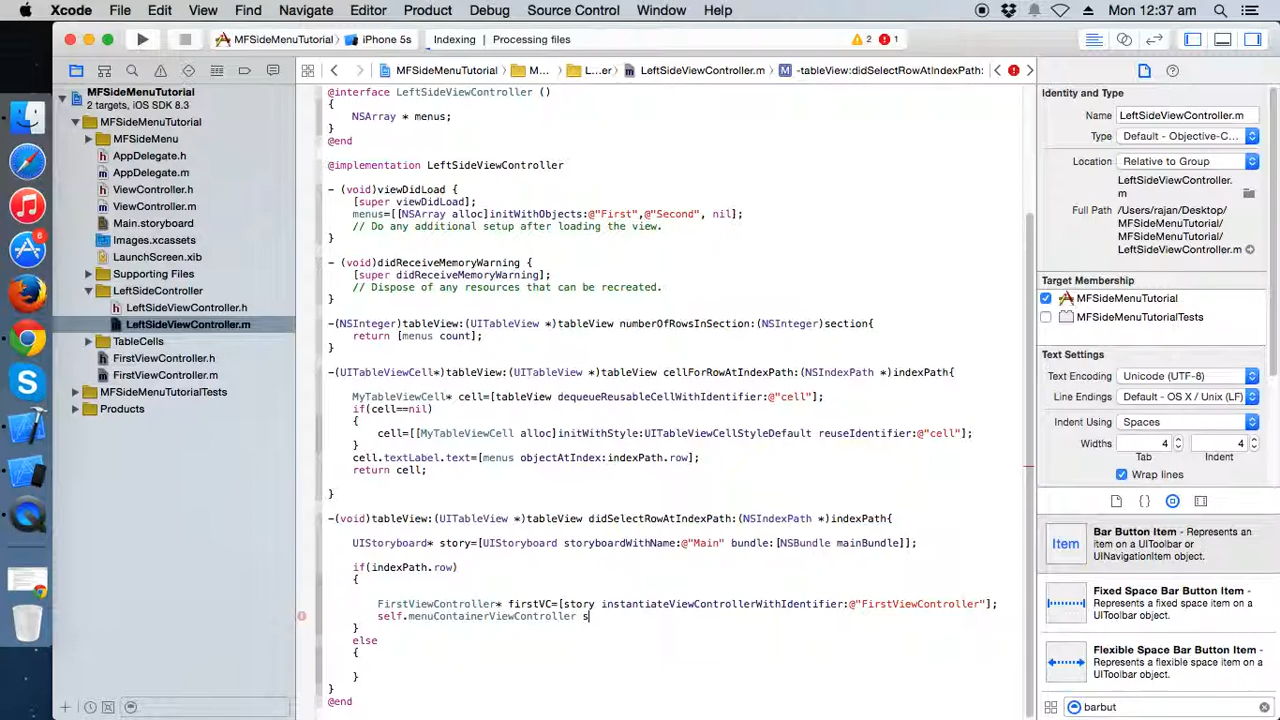 Xcode File Edit View Find Navigate Editor Product Debug Source Control Window Help Mon 12:37 am
MFSideMenuTutorial iPhone 5s Indexing | Processing files 2 1
MFSideMenuTutorial M... L...er LeftSideViewController.m -tableView:didSelectRowAtIndexPath:
MFSideMenuTutorial
2 targets, iOS SDK 8.3
MFSideMenuTutorial
MFSideMenu
AppDelegate.h
AppDelegate.m
ViewController.h
ViewController.m
Main.storyboard
Images.xcassets
LaunchScreen.xib
Supporting Files
LeftSideController
LeftSideViewController.h
LeftSideViewController.m
TableCells
FirstViewController.h
FirstViewController.m
MFSideMenuTutorialTests
Products
@interface LeftSideViewController ()
{
NSArray * menus;
}
@end
@implementation LeftSideViewController
- (void)viewDidLoad {
[super viewDidLoad];
menus=[[NSArray alloc]initWithObjects:@"First",@"Second", nil];
// Do any additional setup after loading the view.
}
- (void)didReceiveMemoryWarning {
[super didReceiveMemoryWarning];
// Dispose of any resources that can be recreated.
}
-(NSInteger)tableView:(UITableView *)tableView numberOfRowsInSection:(NSInteger)section{
return [menus count];
}
-(UITableViewCell*)tableView:(UITableView *)tableView cellForRowAtIndexPath:(NSIndexPath *)indexPath{
MyTableViewCell* cell=[tableView dequeueReusableCellWithIdentifier:@"cell"];
if(cell==nil)
{
cell=[[MyTableViewCell alloc]initWithStyle:UITableViewCellStyleDefault reuseIdentifier:@"cell"];
}
cell.textLabel.text=[menus objectAtIndex:indexPath.row];
return cell;
}
-(void)tableView:(UITableView *)tableView didSelectRowAtIndexPath:(NSIndexPath *)indexPath{
UIStoryboard* story=[UIStoryboard storyboardWithName:@"Main" bundle:[NSBundle mainBundle]];
if(indexPath.row)
{
FirstViewController* firstVC=[story instantiateViewControllerWithIdentifier:@"FirstViewController"];
self.menuContainerViewController s
}
else
{
}
}
@end
Identity and Type
Name LeftSideViewController.m
Type Default - Objective-C...
Location Relative to Group
LeftSideViewController.
m
Full Path /Users/rajan/Desktop/
MFSideMenuTutorial/
MFSideMenuTutorial/
LeftSideViewController.m
Target Membership
MFSideMenuTutorial
MFSideMenuTutorialTests
Text Settings
Text Encoding Unicode (UTF-8)
Line Endings Default - OS X / Unix (LF)
Indent Using Spaces
Widths 4 4
Tab Indent
Wrap lines
Item
Bar Button Item - Represents
an item on a UIToolbar or
UINavigationItem object.
Fixed Space Bar Button Item -
Represents a fixed space item on a
UIToolbar object.
Flexible Space Bar Button Item -
Represents a flexible space item on a
UIToolbar object.
barbut